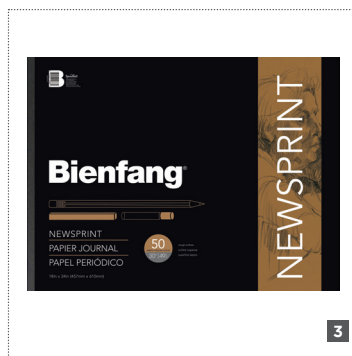 B
Bienfang®
NEWSPRINT
PAPIER JOURNAL
PAPEL PERIÓDICO
50
NEWSPRINT
3